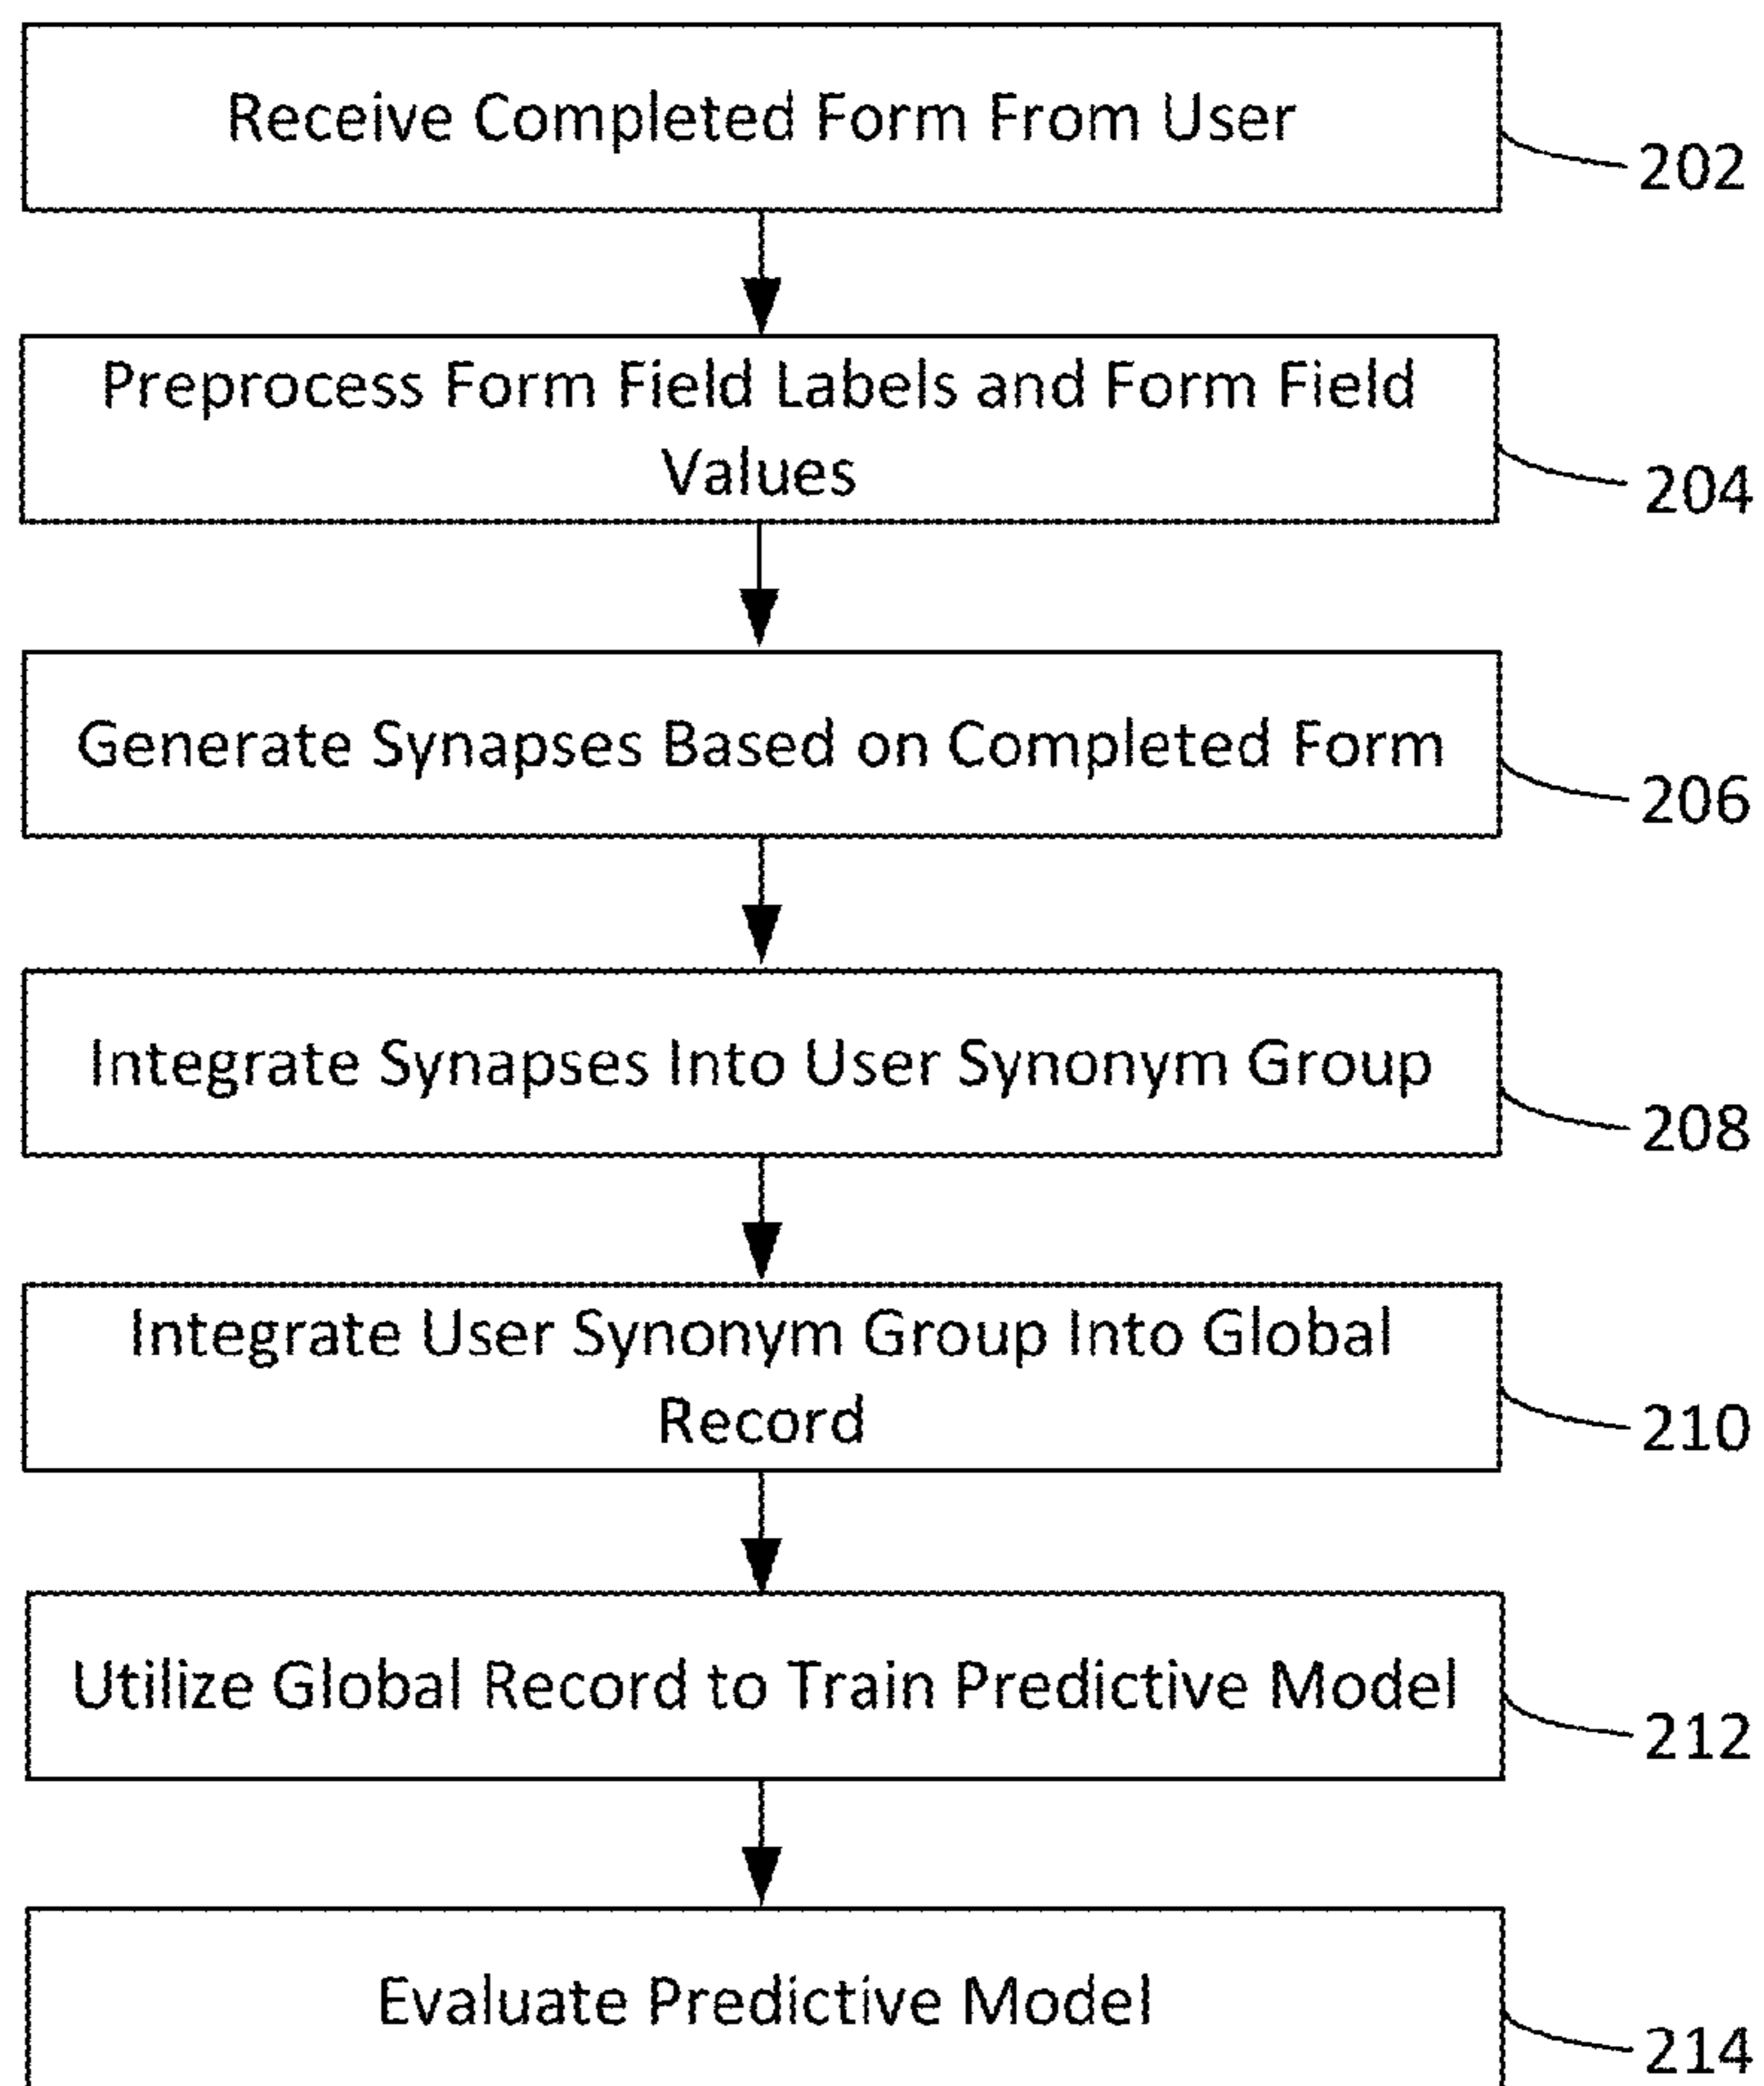 Receive Completed Form From User
202
Preprocess Form Field Labels and Form Field
Values
204
Generate Synapses Based on Completed Form
206
Integrate Synapses Into User Synonym Group
208
Integrate User Synonym Group Into Global
Record
210
Utilize Global Record to Train Predictive Model
212
Evaluate Predictive Model
214